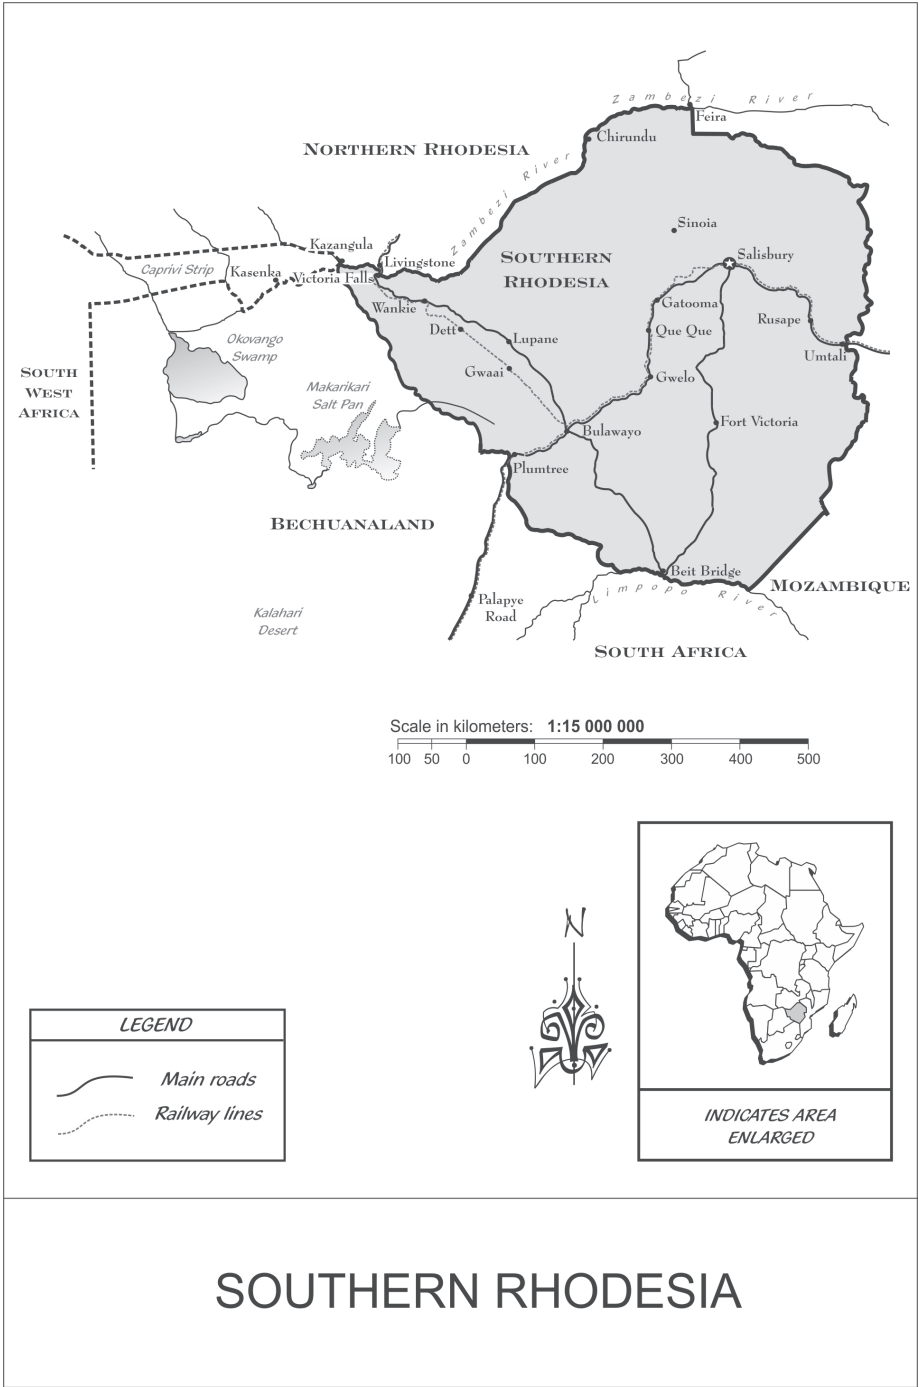 Zambezi River
Feira
Chirundu
NORTHERN RHODESIA
Zambezi River
Sinoia
Kazangula
Livingstone
SOUTHERN
RHODESIA
Salisbury
Caprivi Strip
Kasenka
Victoria Falls
Wankie
Gatooma
Rusape
Dett
Que Que
Okovango
Swamp
Lupane
Umtali
SOUTH
WEST
AFRICA
Makarikari
Salt Pan
Gwaai
Gwelo
Bulawayo
Fort Victoria
Plumtree
BECHUANALAND
Beit Bridge
MOZAMBIQUE
Limpopo River
Palapye
Road
Kalahari
Desert
SOUTH AFRICA
Scale in kilometers: 1:15 000 000
100 50 0 100 200 300 400 500
N
LEGEND
Main roads
Railway lines
INDICATES AREA
ENLARGED
SOUTHERN RHODESIA